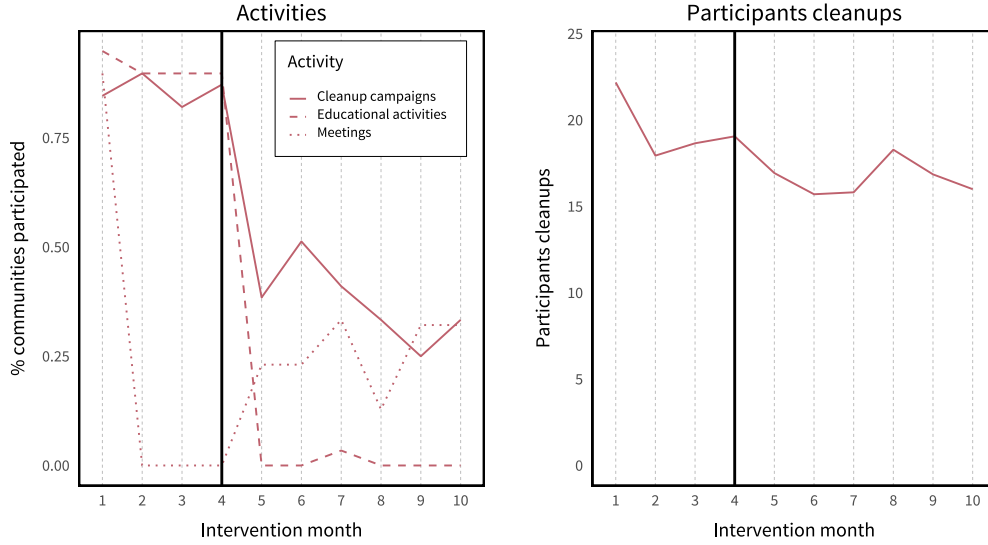 Activities
% communities participated
0.75
0.50
0.25
0.00
Activity
Cleanup campaigns
Educational activities
Meetings
1 2 3 4 5 6 7 8 9 10
Intervention month
Participants cleanups
Participants cleanups
25
20
15
10
5
0
1 2 3 4 5 6 7 8 9 10
Intervention month